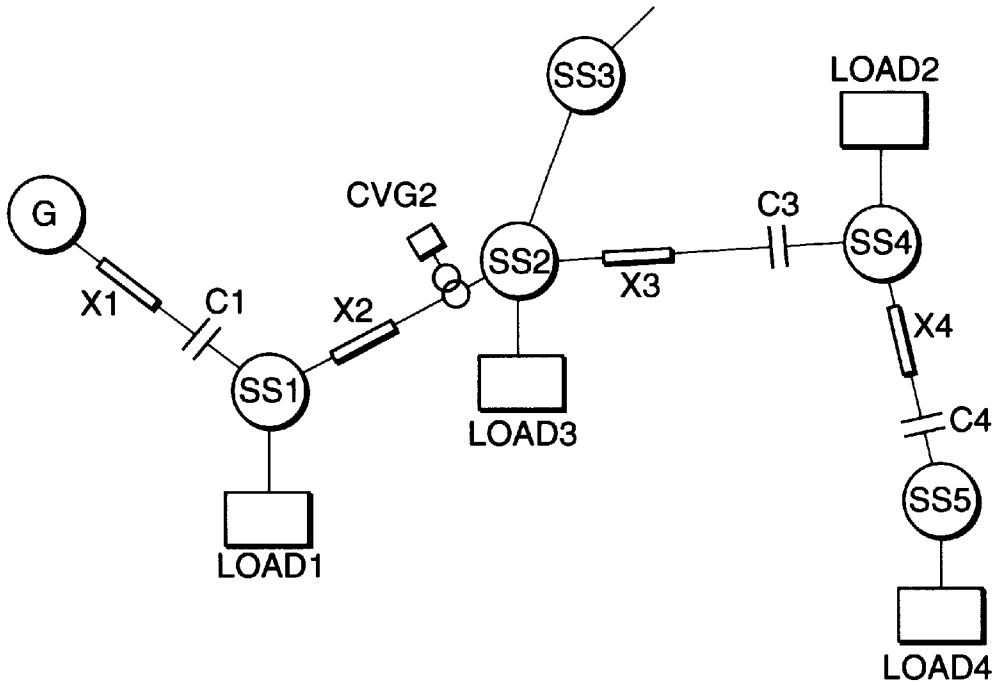 SS3
LOAD2
G
CVG2
C3
SS4
SS2
X1
C1
X2
X3
X4
SS1
LOAD3
C4
SS5
LOAD1
LOAD4